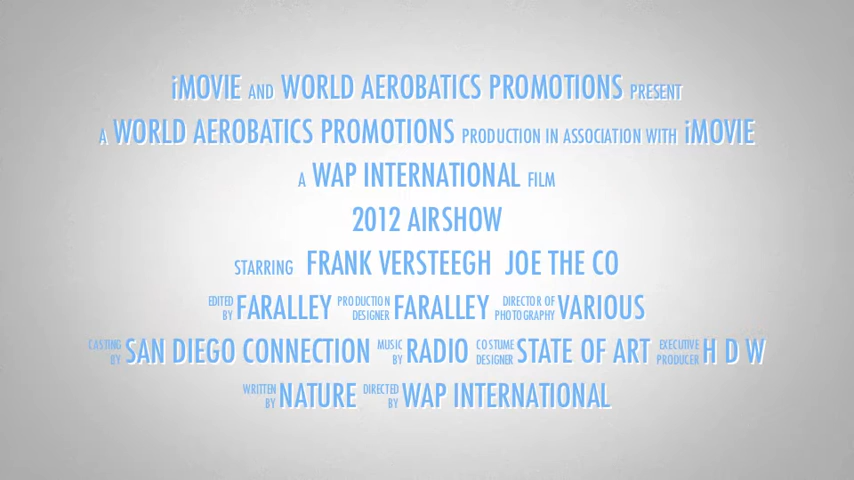 iMOVIE AND WORLD AEROBATICS PROMOTIONS PRESENT
A WORLD AEROBATICS PROMOTIONS PRODUCTION IN ASSOCIATION WITH iMOVIE
A WAP INTERNATIONAL FILM
2012 AIRSHOW
STARRING FRANK VERSTEEGH JOE THE CO
EDITED BY FARALLEY PRODUCTION DESIGNER FARALLEY DIRECTOR OF PHOTOGRAPHY VARIOUS
CASTING BY SAN DIEGO CONNECTION MUSIC BY RADIO COSTUME DESIGNER STATE OF ART EXECUTIVE PRODUCER H D W
WRITTEN BY NATURE DIRECTED BY WAP INTERNATIONAL